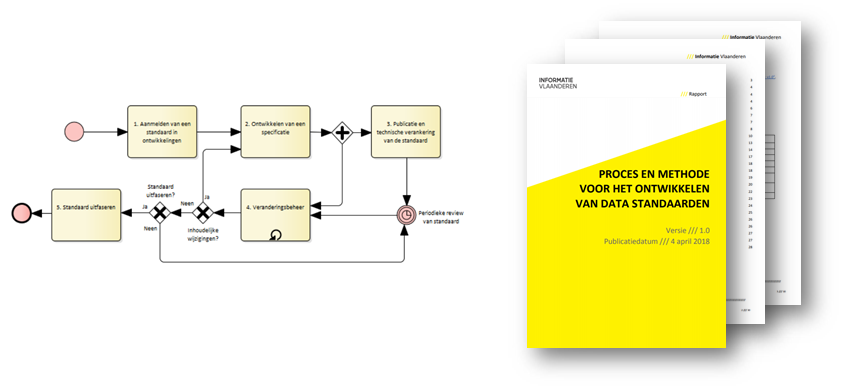 1. Aanmelden van een
standaard in
ontwikkelingen
2. Ontwikkelen van een
specificatie
3. Publicatie en
technische verankering
van de standaard
Standaard
uitfaseren?
Ja
Neen
Ja
5. Standaard uitfaseren
4. Veranderingsbeheer
Periodieke review
van standaard
Neen
Inhoudelijke
wijzigingen?
INFORMATIE
VLAANDEREN
/// Rapport
PROCES EN METHODE
VOOR HET ONTWIKKELEN
VAN DATA STANDAARDEN
Versie /// 1.0
Publicatiedatum /// 4 april 2018
/// Informatie Vlaanderen
/// Informatie Vlaanderen